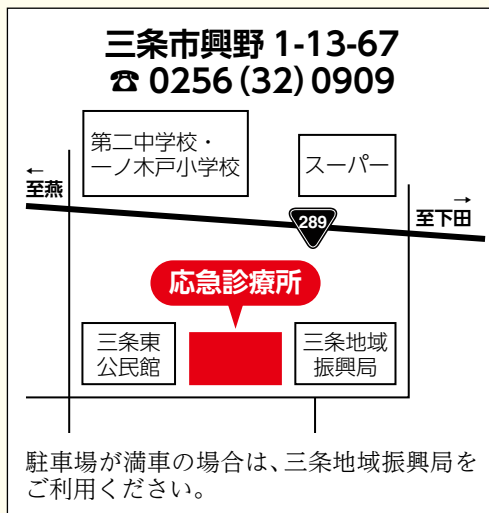 三条市興野 1-13-67
☎ 0256(32)0909
第二中学校・
一ノ木戸小学校
スーパー
←
至燕
→
至下田
289
応急診療所
三条東
公民館
三条地域
振興局
駐車場が満車の場合は、三条地域振興局を
ご利用ください。